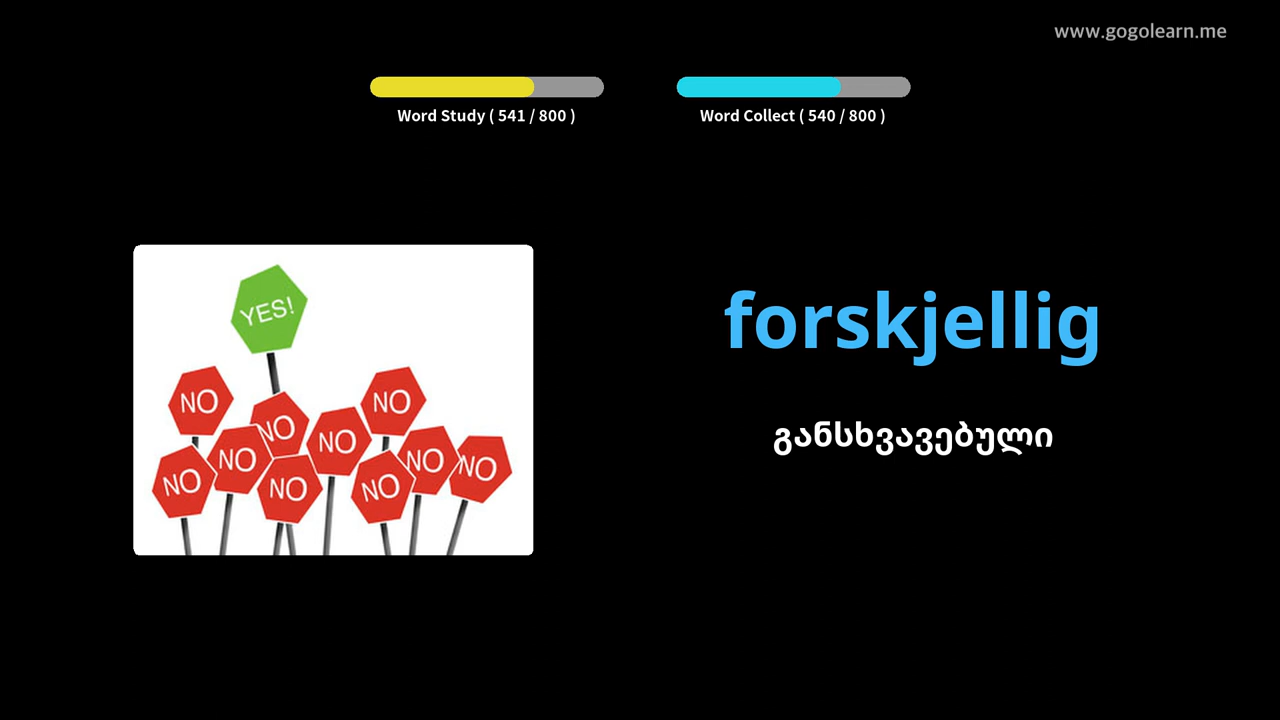 www.gogolearn.me
Word Study ( 541 / 800 )
Word Collect ( 540 / 800 )
YES!
NO
NO
NO
NO
NO
NO
NO
NO
NO
NO
forskjellig
განსხვავებული